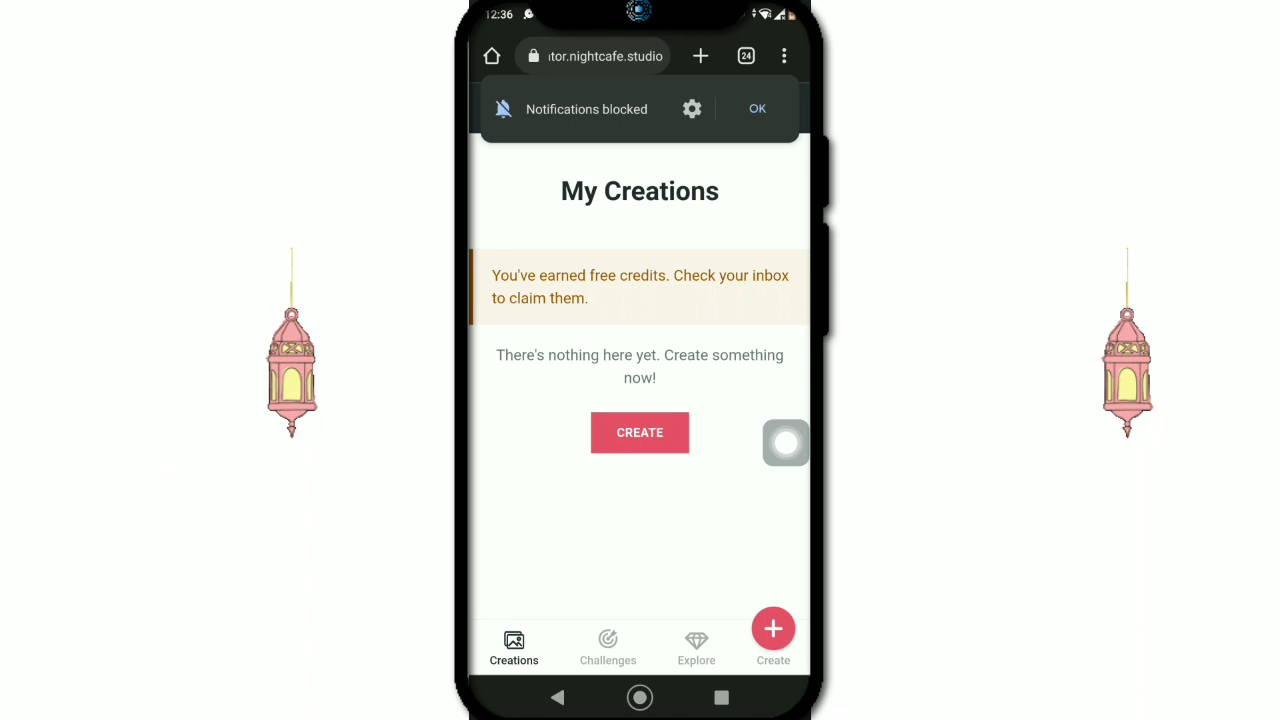 12:36
ıtor.nightcafe.studio
24
Notifications blocked
OK
My Creations
You've earned free credits. Check your inbox
to claim them.
There's nothing here yet. Create something
now!
CREATE
Creations
Challenges
Explore
Create